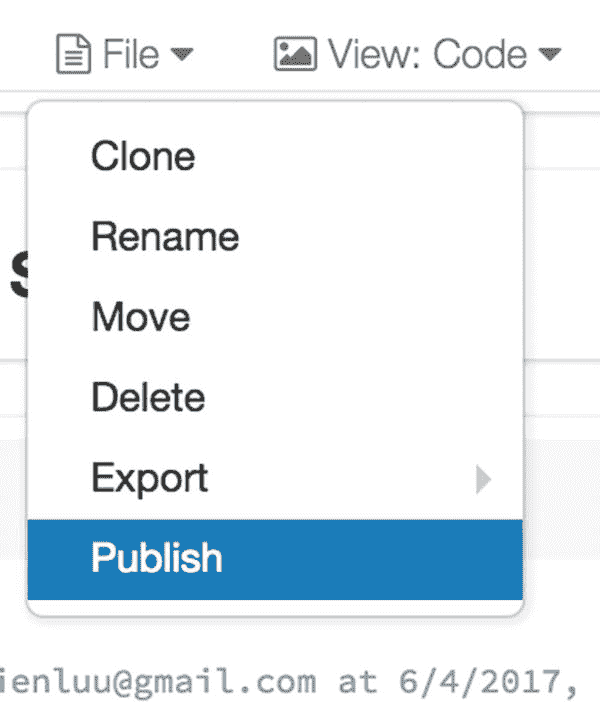 File View: Code
Clone
Rename
Move
Delete
Export
Publish
ienluu@gmail.com at 6/4/2017,